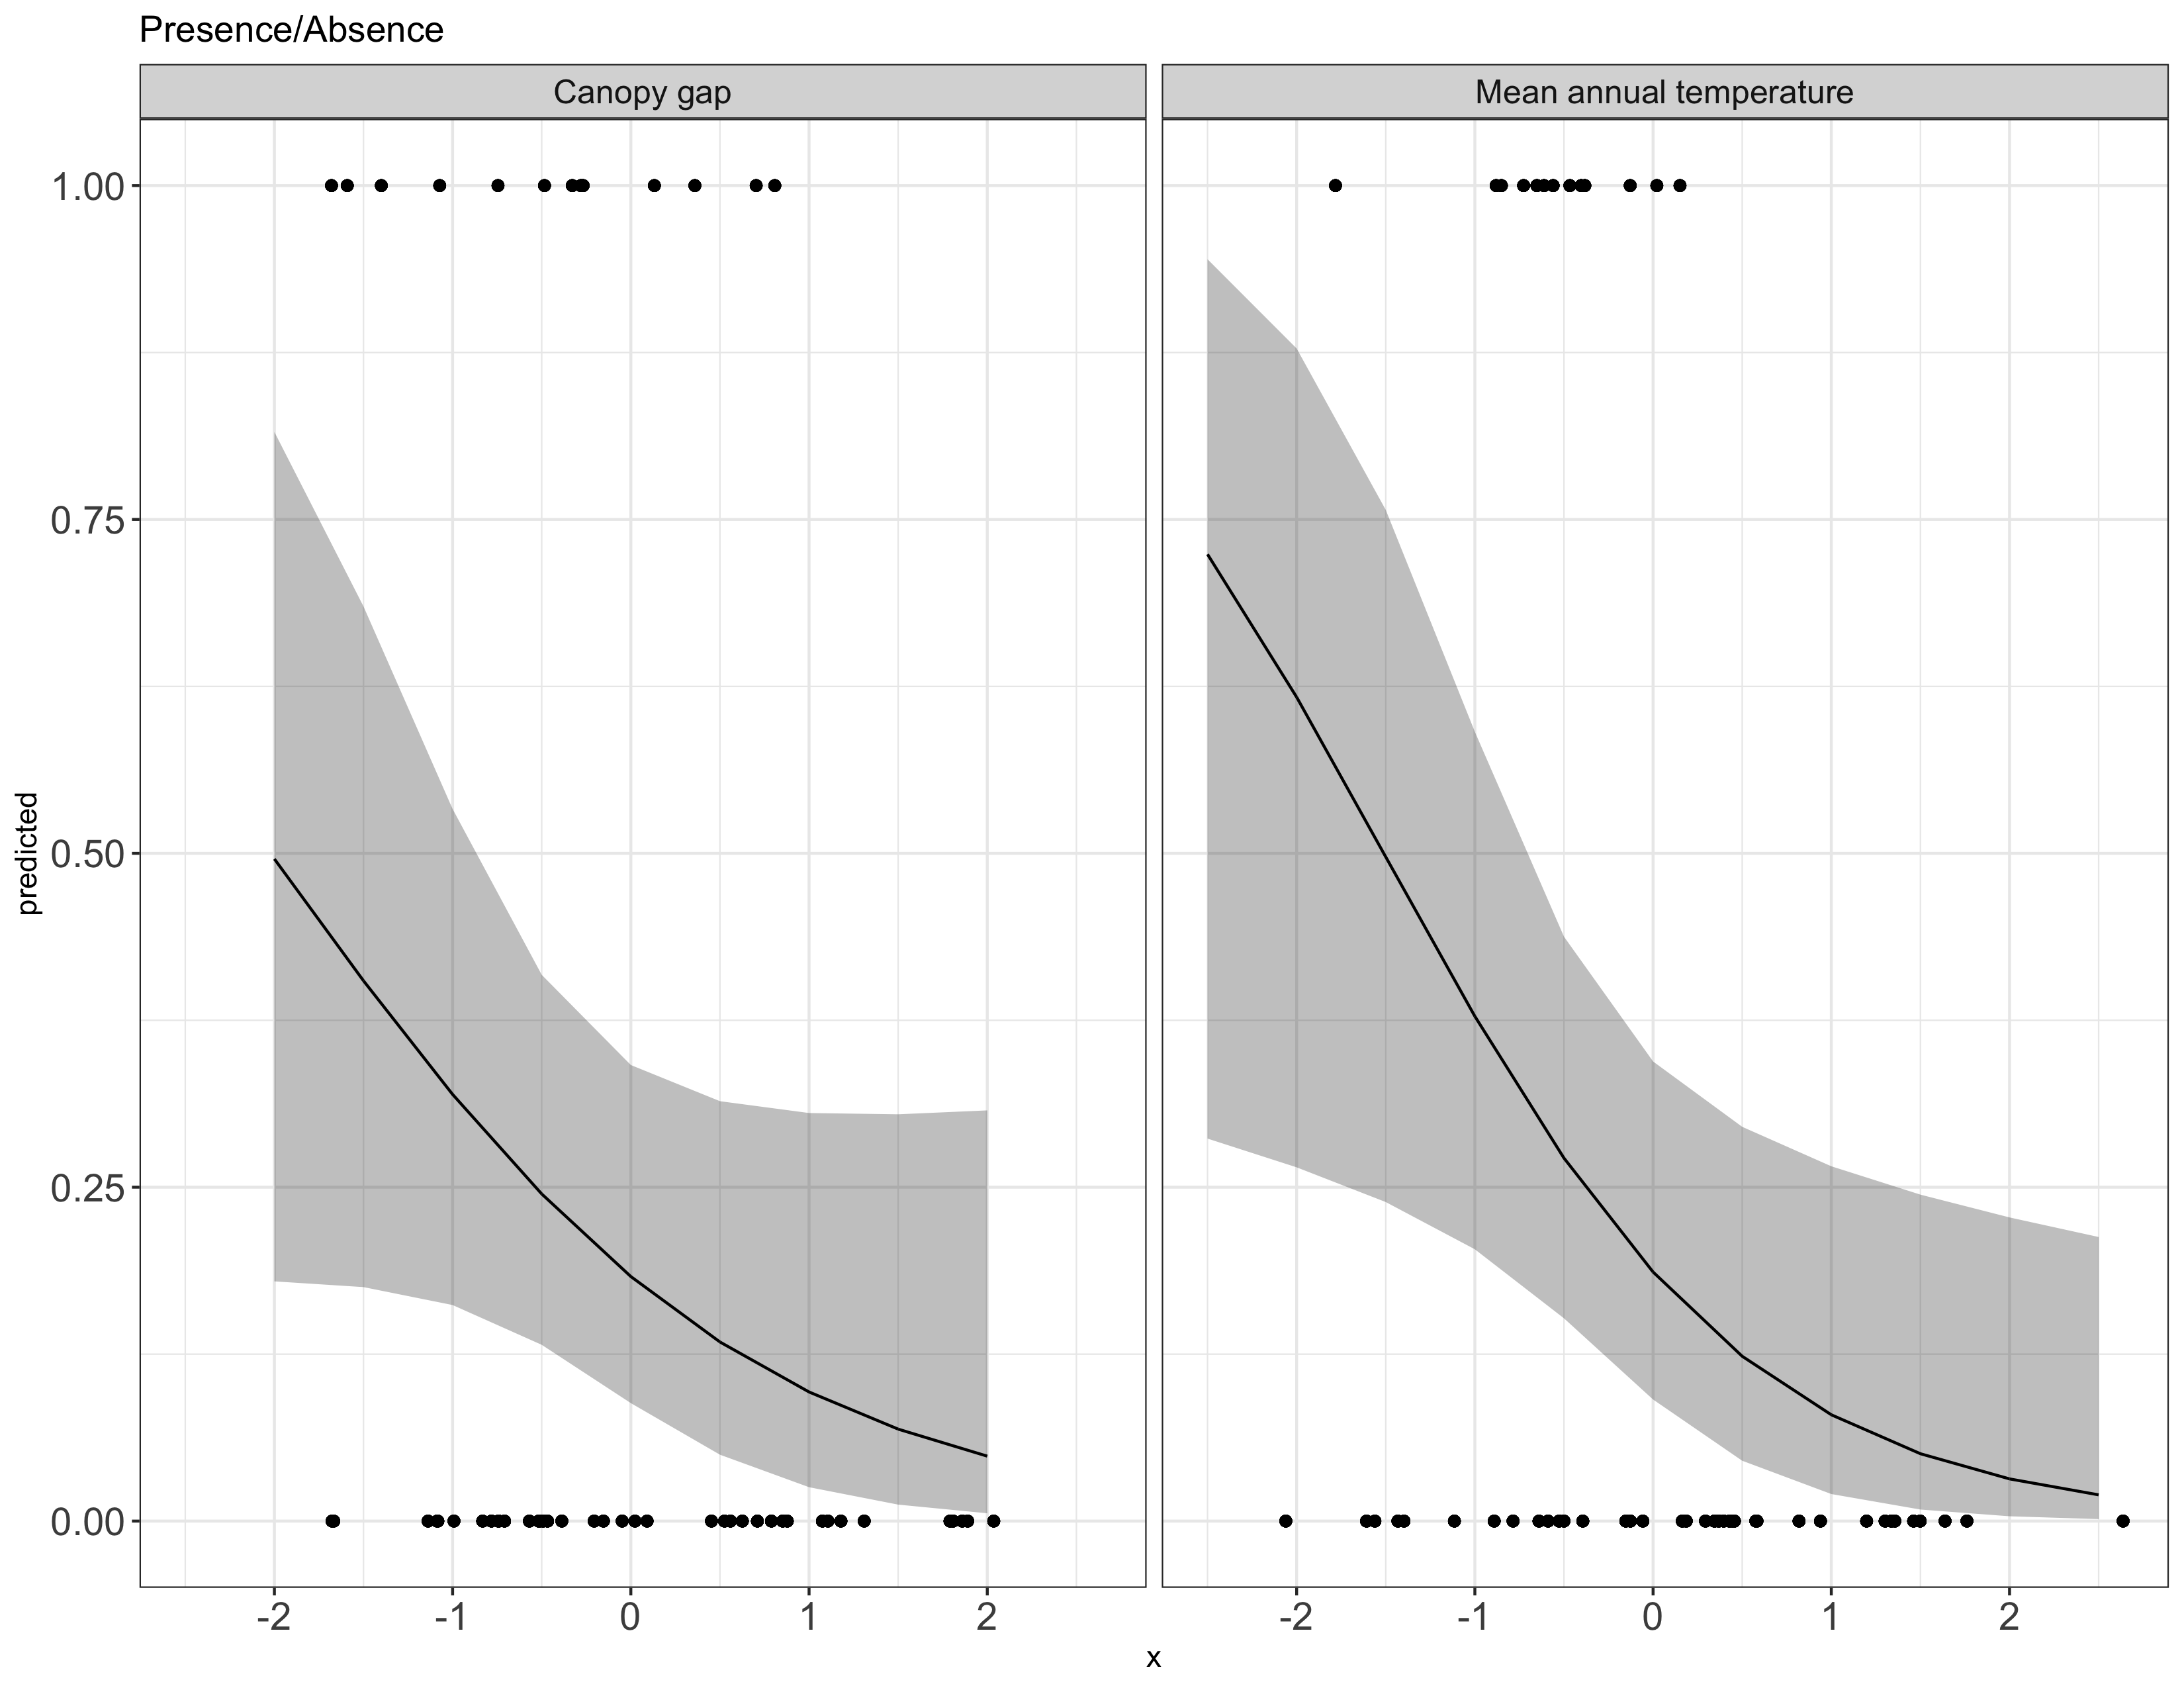 Presence/Absence
Canopy gap
Mean annual temperature
1.00
0.75
0.50
0.25
0.00
predicted
-2 -1 0 1 2
-2 -1 0 1 2
x